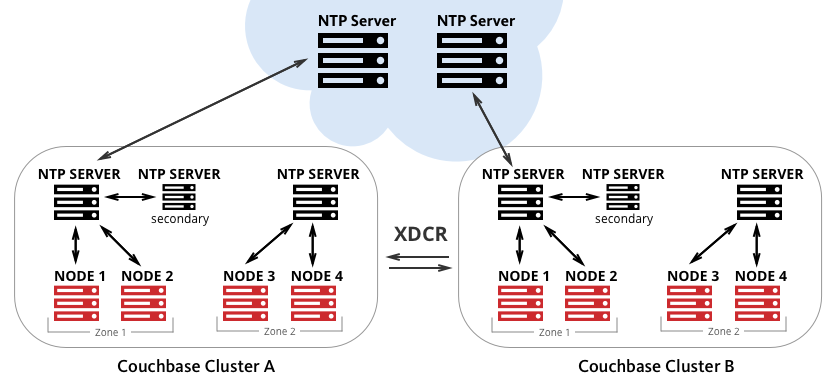 NTP Server
NTP Server
NTP SERVER
NTP SERVER
secondary
NTP SERVER
NODE 1
NODE 2
NODE 3
NODE 4
Zone 1
Zone 2
Couchbase Cluster A
XDCR
NTP SERVER
NTP SERVER
secondary
NTP SERVER
NODE 1
NODE 2
NODE 3
NODE 4
Zone 1
Zone 2
Couchbase Cluster B